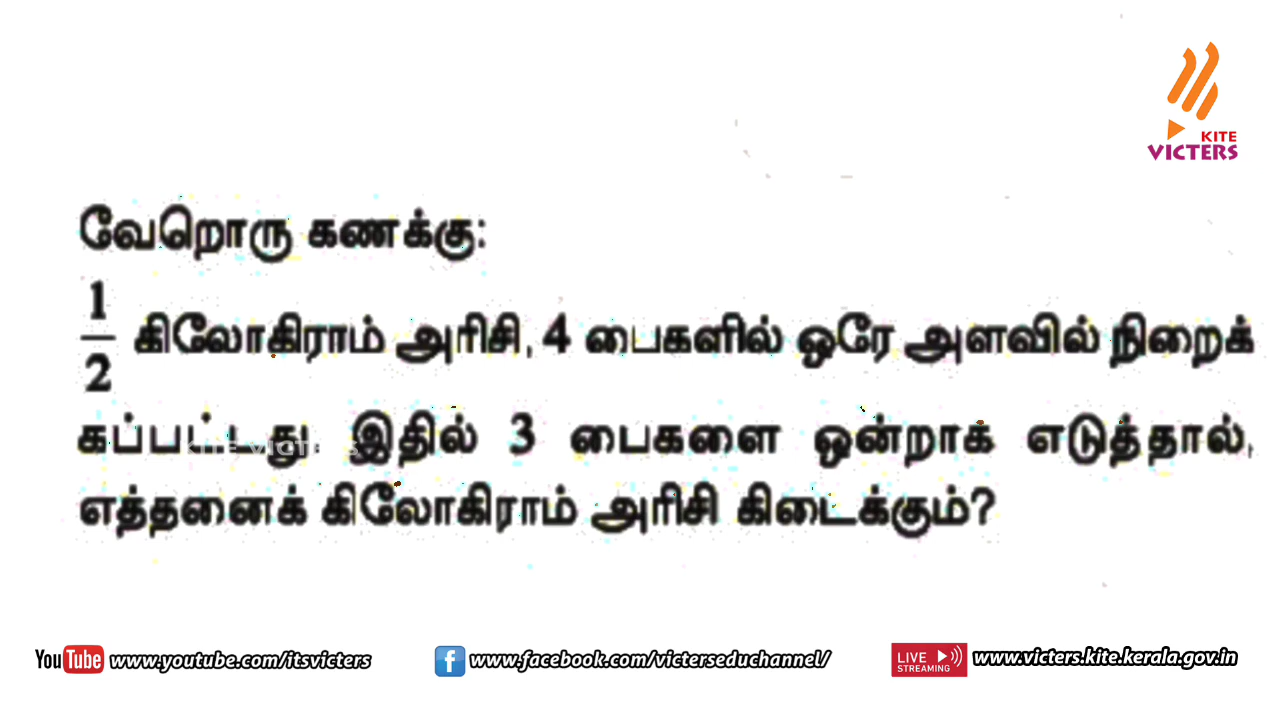 KITE
VICTERS
வேறொரு கணக்கு:
1/2 கிலோகிராம் அரிசி, 4 பைகளில் ஒரே அளவில் நிறைக்
கப்பட்டது இதில் 3 பைகளை ஒன்றாக எடுத்தால்,
KITE VICTERS
எத்தனைக் கிலோகிராம் அரிசி கிடைக்கும்?
YouTube www.youtube.com/itsvicters
f www.facebook.com/victerseduchannel/
LIVE STREAMING www.victers.kite.kerala.gov.in